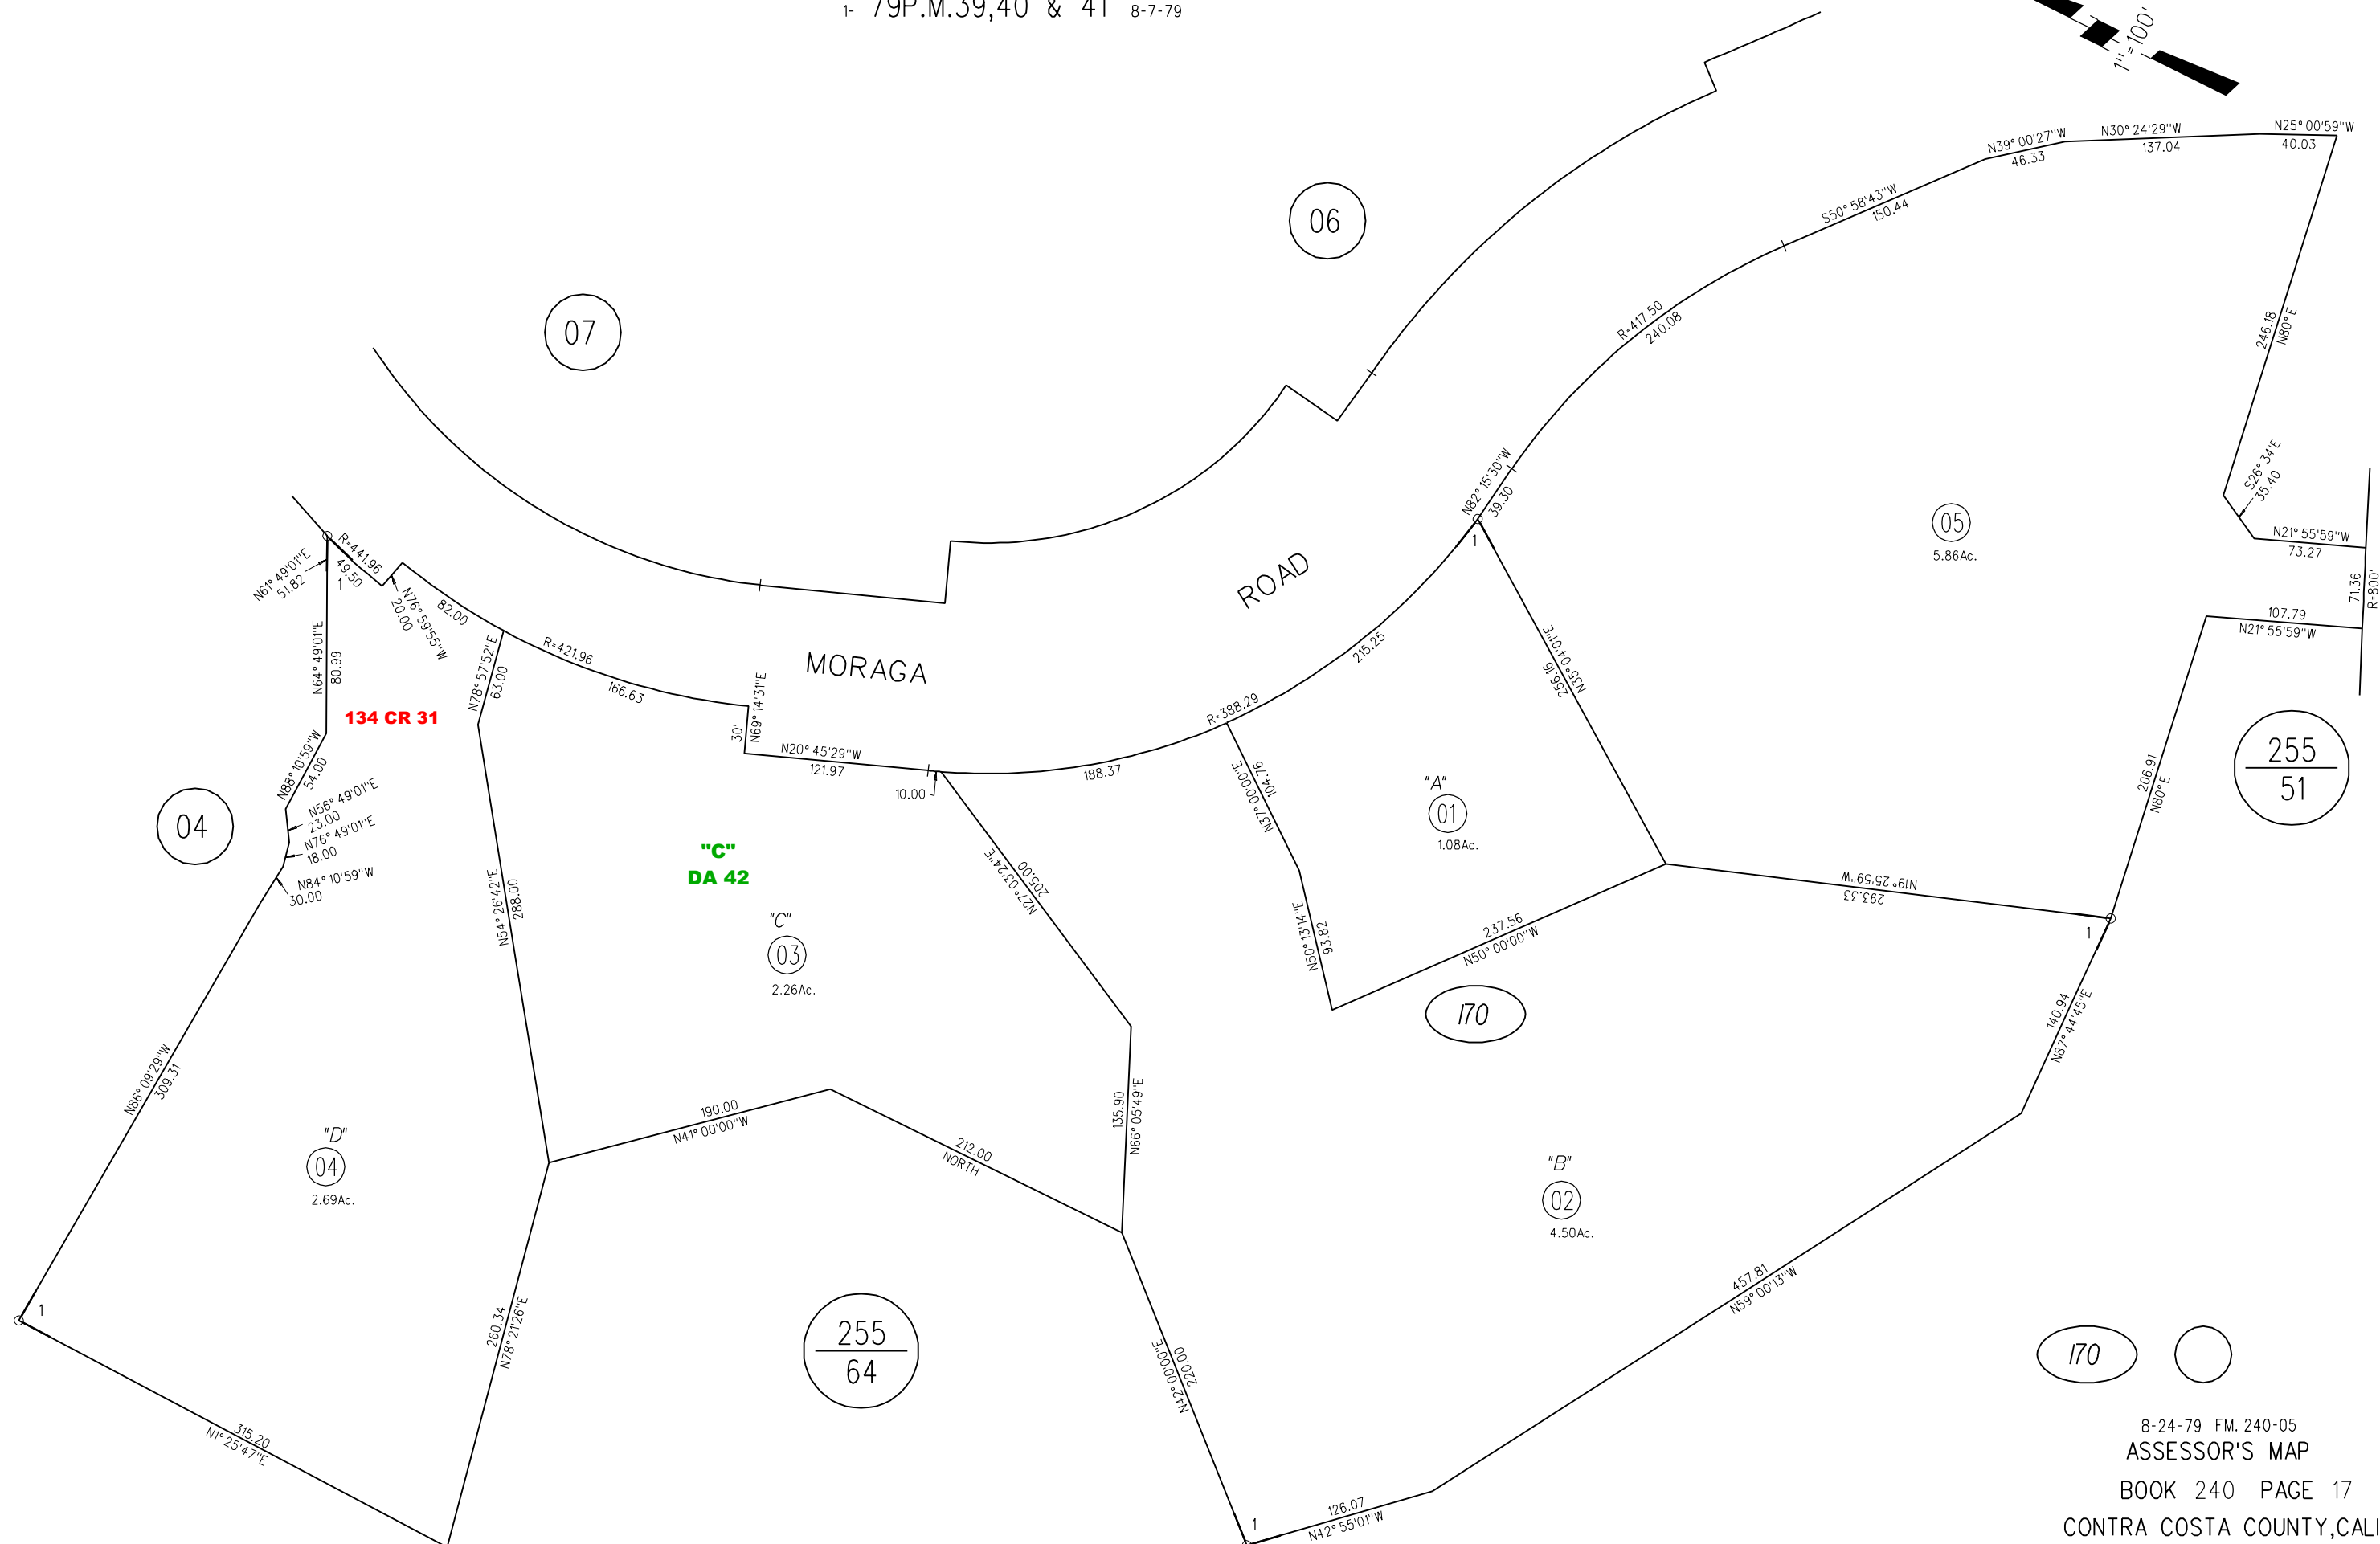 1- 79P.M.39,40 & 41 8-7-79
1"=100'
N25° 00'59"W
40.03
N30° 24'29"W
137.04
N39° 00'27"W
46.33
S50° 58'43"W
150.44
06
07
R=417.50
240.08
246.18
N80° E
S26° 34'E
35.40
N21° 55'59"W
73.27
71.36
R=800'
107.79
N21° 55'59"W
N82° 15'30"W
39.30
1
05
5.86Ac.
R=441.96
49.50
1
N61° 49'01"E
51.82
N76° 59'55"W
20.00
82.00
N64° 49'01"E
80.99
R=421.96
166.63
N78° 57'52"E
63.00
MORAGA
ROAD
30'
N69° 14'31"E
N20° 45'29"W
121.97
10.00
188.37
R=388.29
215.25
N35° 04'01"E
256.16
134 CR 31
N88° 10'59"W
54.00
N56° 49'01"E
23.00
N76° 49'01"E
18.00
N84° 10'59"W
30.00
04
N37° 00'00"E
104.76
"A"
01
1.08Ac.
206.91
N80° E
255
51
"C"
DA 42
"C"
03
2.26Ac.
N54° 26'42"E
288.00
N27° 03'24"E
205.00
N50° 13'14"E
93.82
237.56
N50° 00'00"W
N19° 25'59"W
293.33
1
170
140.94
N87° 44'45"E
N86° 09'29"W
309.31
190.00
N41° 00'00"W
212.00
NORTH
135.90
N66° 05'49"E
"D"
04
2.69Ac.
"B"
02
4.50Ac.
1
260.34
N78° 21'26"E
255
64
N42° 00'00"E
220.00
457.81
N59° 00'13"W
315.20
N1° 25'47"E
1
126.07
N42° 55'01"W
170
8-24-79 FM. 240-05
ASSESSOR'S MAP
BOOK 240 PAGE 17
CONTRA COSTA COUNTY,CALI